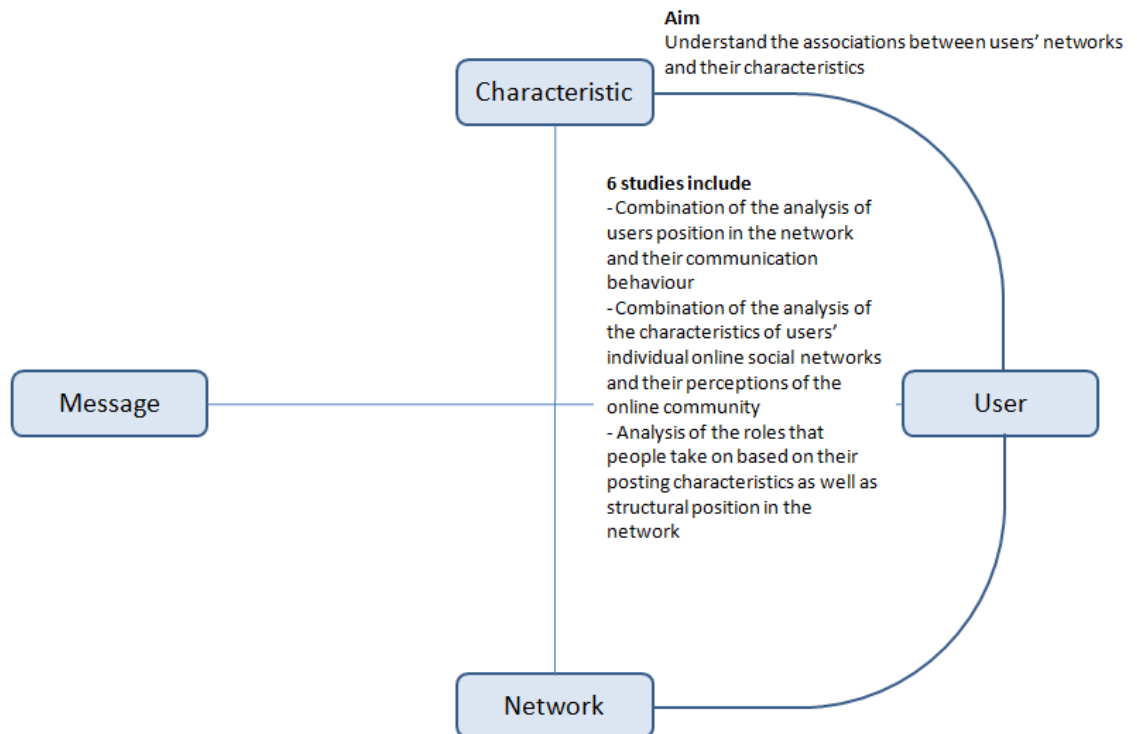 Aim
Understand the associations between users’ networks
and their characteristics
Characteristic
6 studies include
- Combination of the analysis of
users position in the network
and their communication
behaviour
- Combination of the analysis of
the characteristics of users’
individual online social networks
and their perceptions of the
online community
- Analysis of the roles that
people take on based on their
posting characteristics as well as
structural position in the
network
Message
User
Network